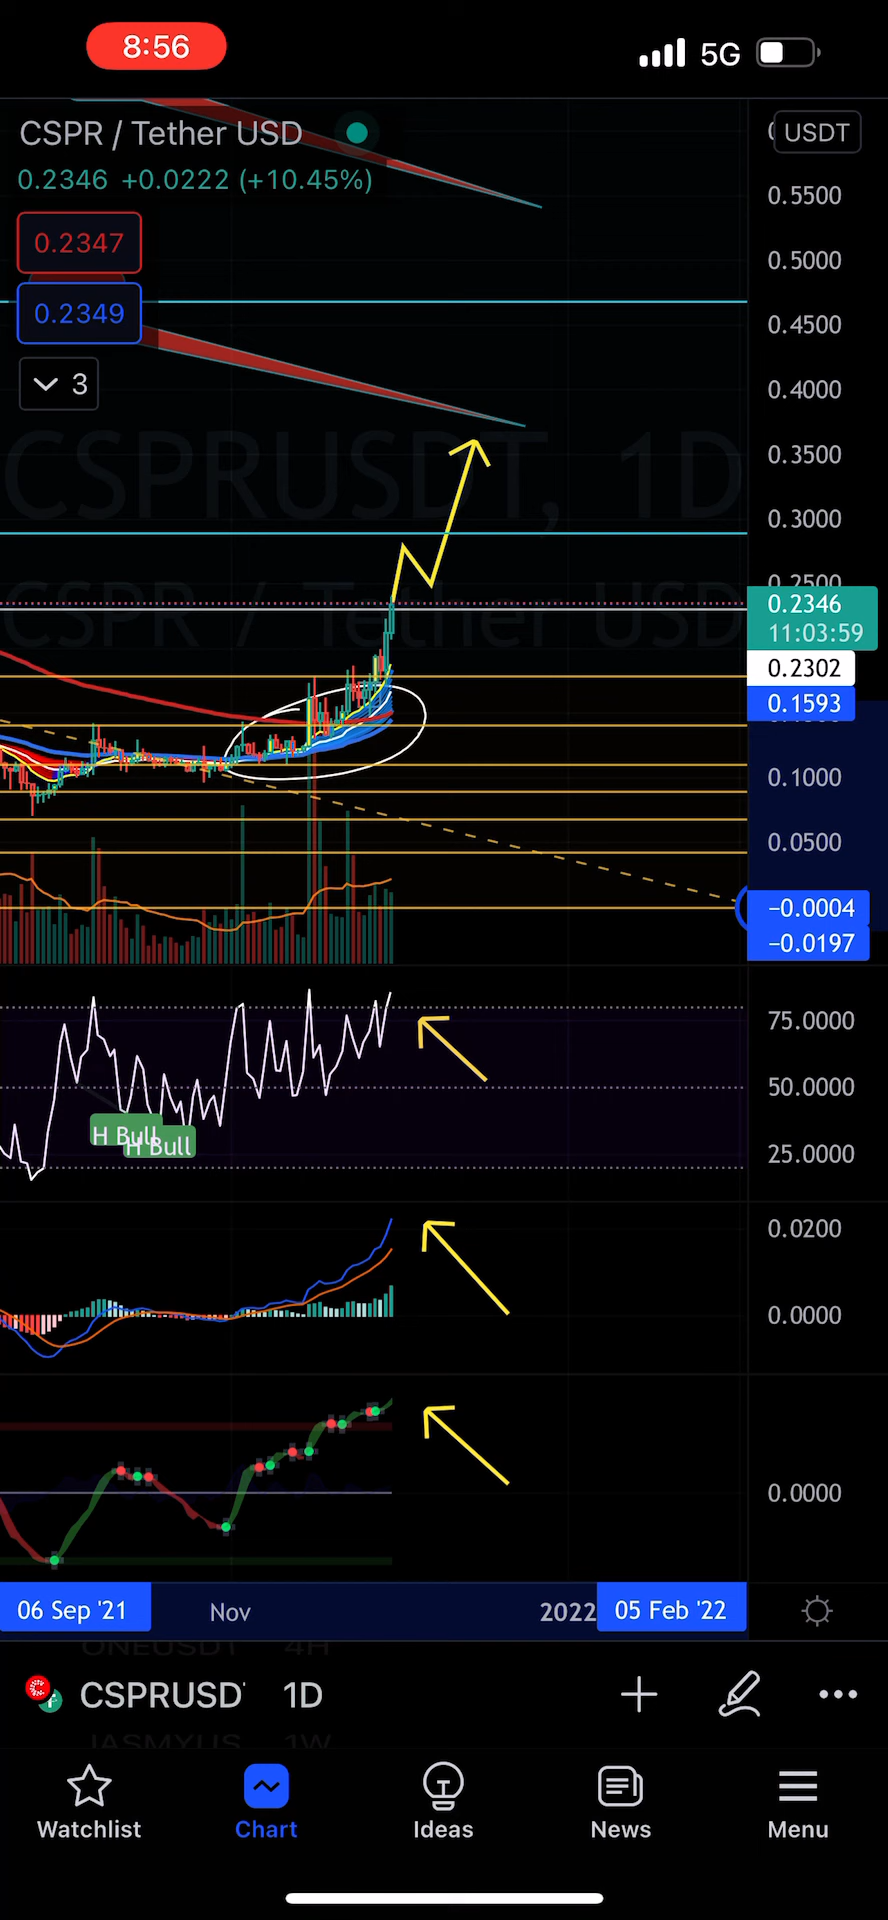 8:56
5G
CSPR / Tether USD
USDT
0.2346 +0.0222 (+10.45%)
0.2347
0.2349
3
0.5500
0.5000
0.4500
0.4000
0.3500
0.3000
0.2500
CSPRUSDT, 1D
CSPR / Tether USD
0.2346
11:03:59
0.2302
0.1593
0.1000
0.0500
−0.0004
−0.0197
75.0000
50.0000
25.0000
H Bull
H Bull
0.0200
0.0000
0.0000
06 Sep '21
Nov
2022
05 Feb '22
ONEUSDT 4H
CSPRUSD 1D
JASMYUS 1W
Watchlist
Chart
Ideas
News
Menu